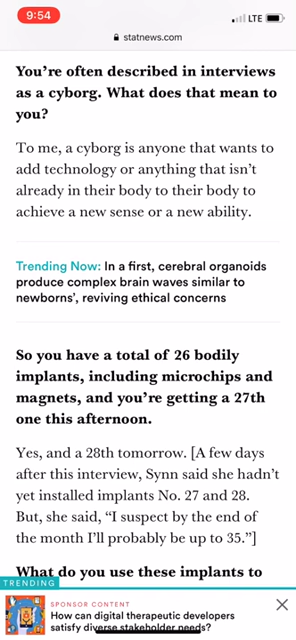 9:54
LTE
statnews.com
You're often described in interviews
as a cyborg. What does that mean to
you?
To me, a cyborg is anyone that wants to
add technology or anything that isn't
already in their body to their body to
achieve a new sense or a new ability.
Trending Now: In a first, cerebral organoids
produce complex brain waves similar to
newborns', reviving ethical concerns
So you have a total of 26 bodily
implants, including microchips and
magnets, and you're getting a 27th
one this afternoon.
Yes, and a 28th tomorrow. [A few days
after this interview, Synn said she hadn't
yet installed implants No. 27 and 28.
But, she said, “I suspect by the end of
the month I'll probably be up to 35.”]
What do you use these implants to
TRENDING
SPONSOR CONTENT
How can digital therapeutic developers
satisfy diverse stakeholder needs?